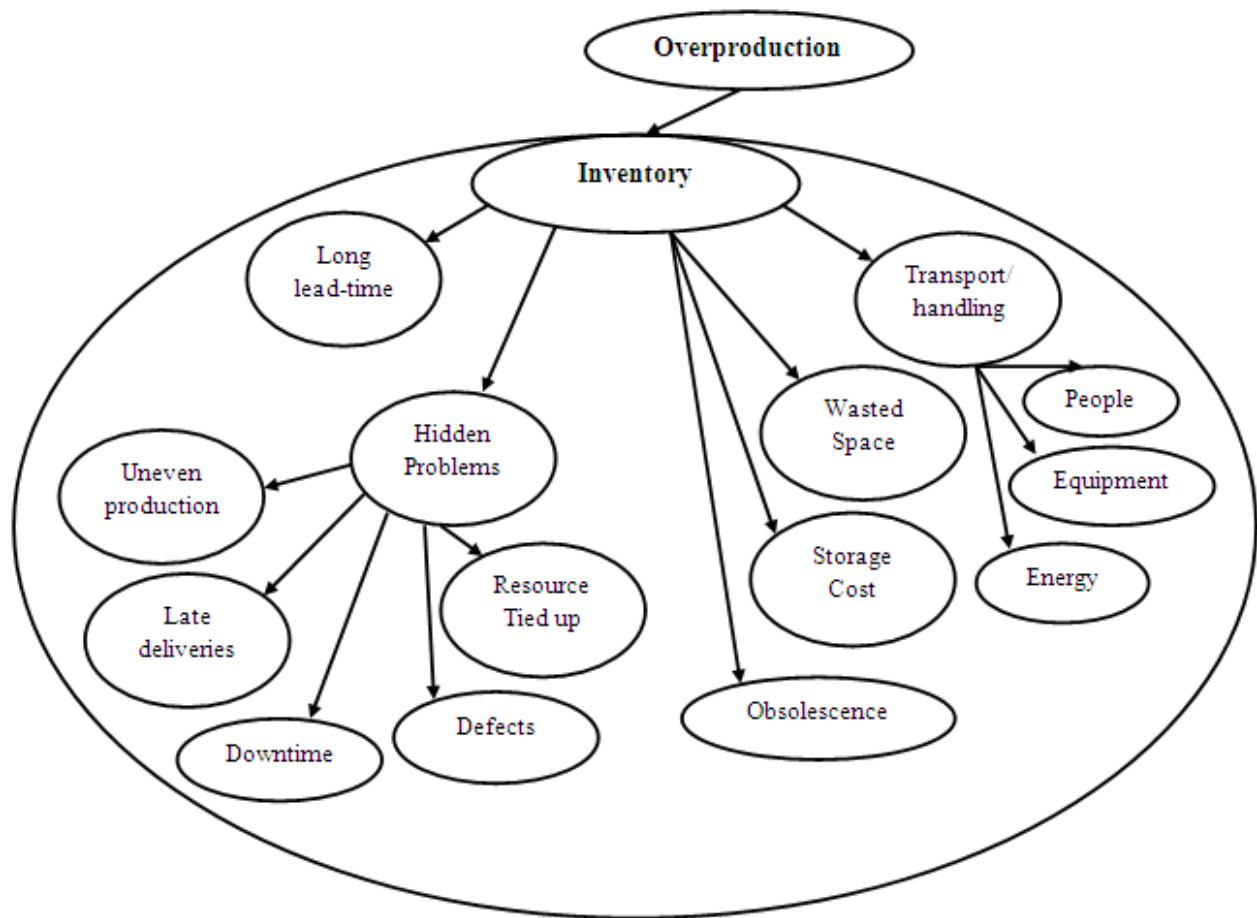 Overproduction
Inventory
Long
lead-time
Transport/
handling
People
Wasted
Space
Hidden
Problems
Uneven
production
Equipment
Storage
Cost
Energy
Resource
Tied up
Late
deliveries
Obsolescence
Defects
Downtime